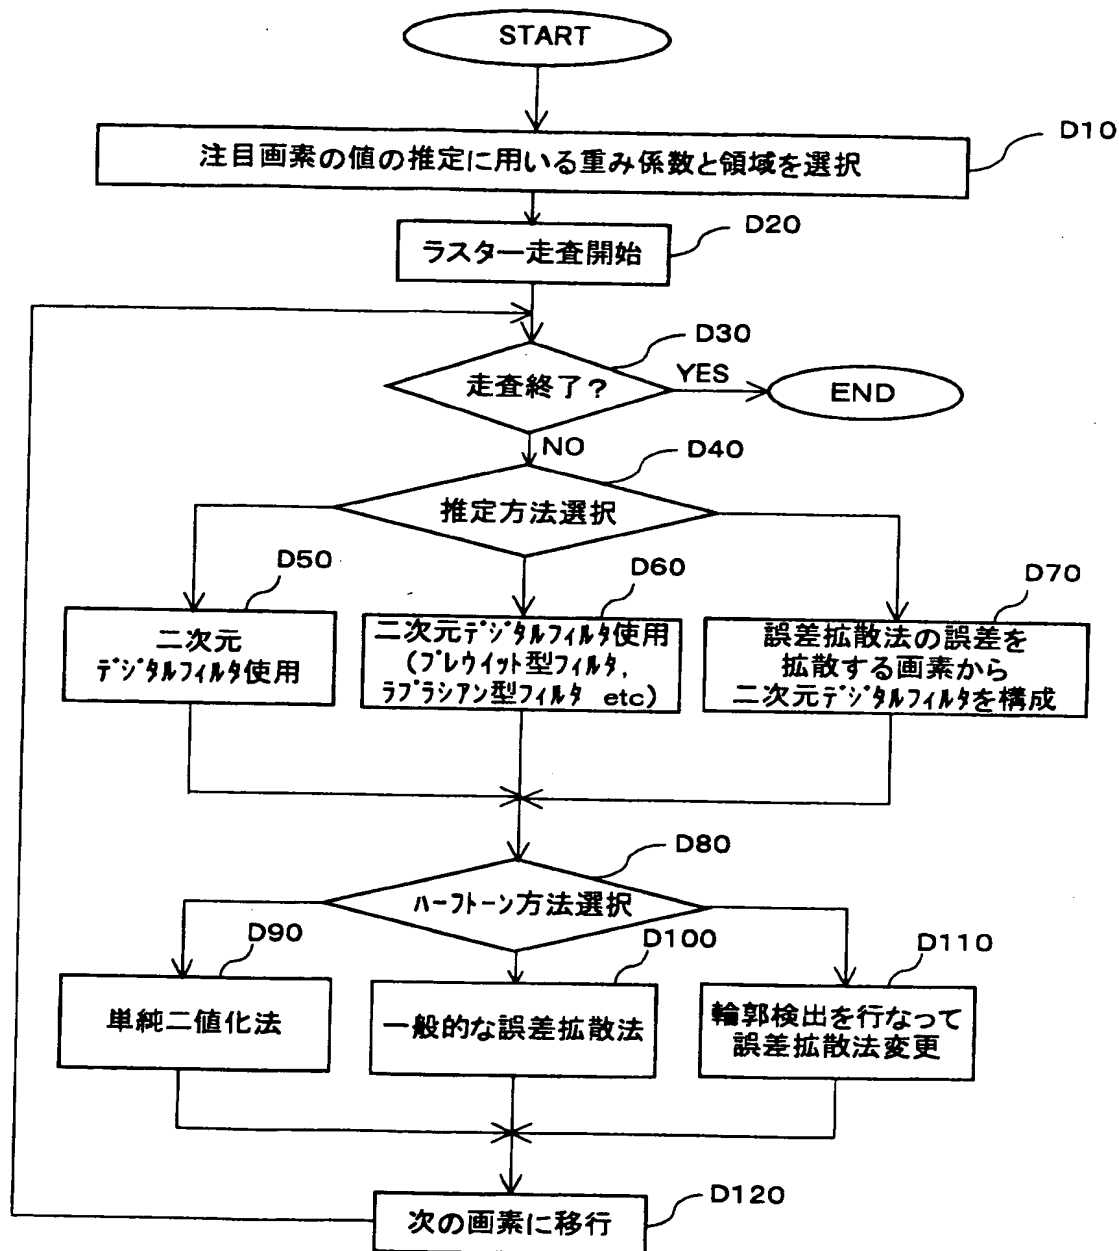 START
D10
注目画素の値の推定に用いる重み係数と領域を選択
D20
ラスター走査開始
D30
走査終了?
YES
END
NO
D40
推定方法選択
D50
二次元
デジタルフィルタ使用
D60
二次元デジタルフィルタ使用
(プレウイット型フィルタ,
ラプラシアン型フィルタ etc)
D70
誤差拡散法の誤差を
拡散する画素から
二次元デジタルフィルタを構成
D80
ハーフトーン方法選択
D90
単純二値化法
D100
一般的な誤差拡散法
D110
輪郭検出を行なって
誤差拡散法変更
D120
次の画素に移行